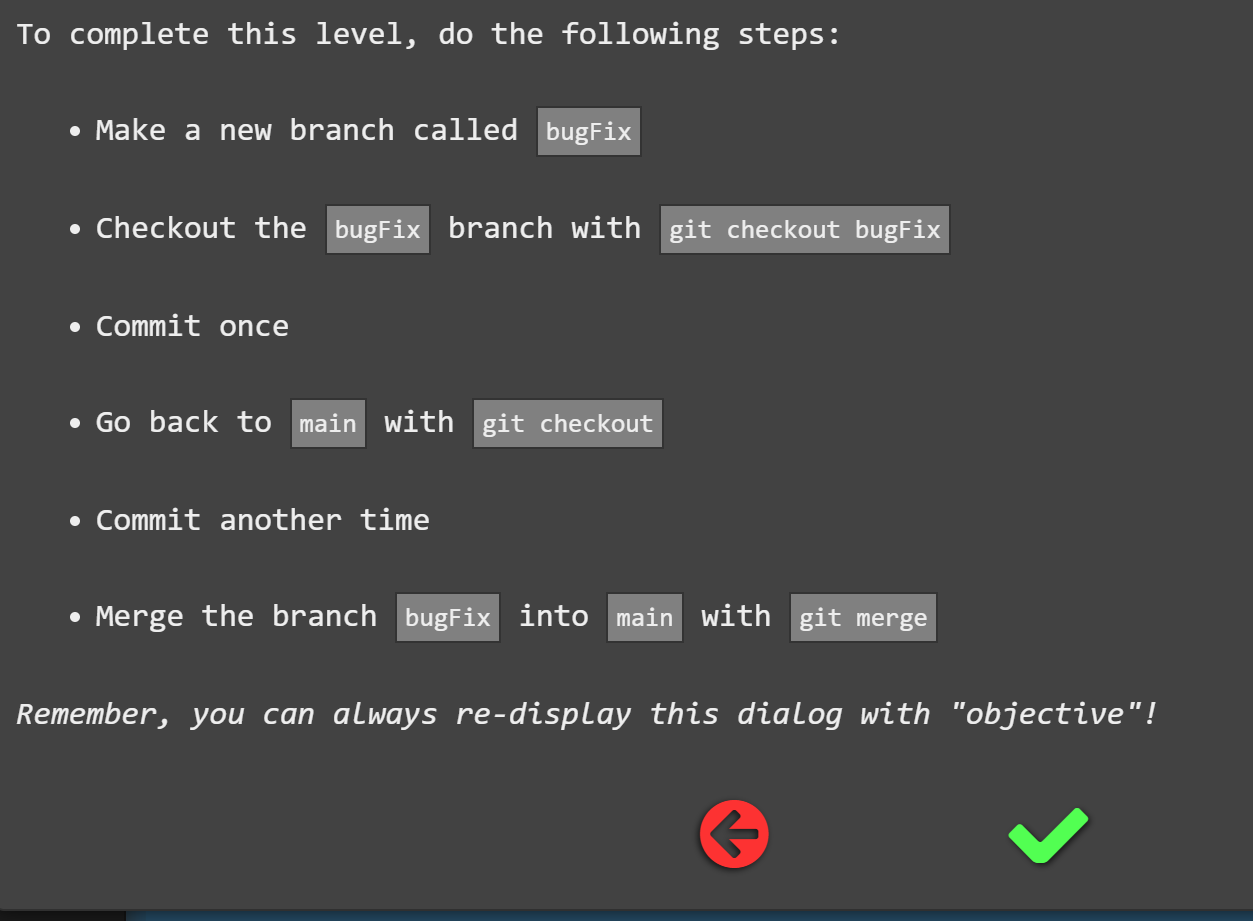 To complete this level, do the following steps:
• Make a new branch called bugFix
• Checkout the bugFix branch with git checkout bugFix
• Commit once
• Go back to main with git checkout
• Commit another time
• Merge the branch bugFix into main with git merge
Remember, you can always re-display this dialog with "objective"!